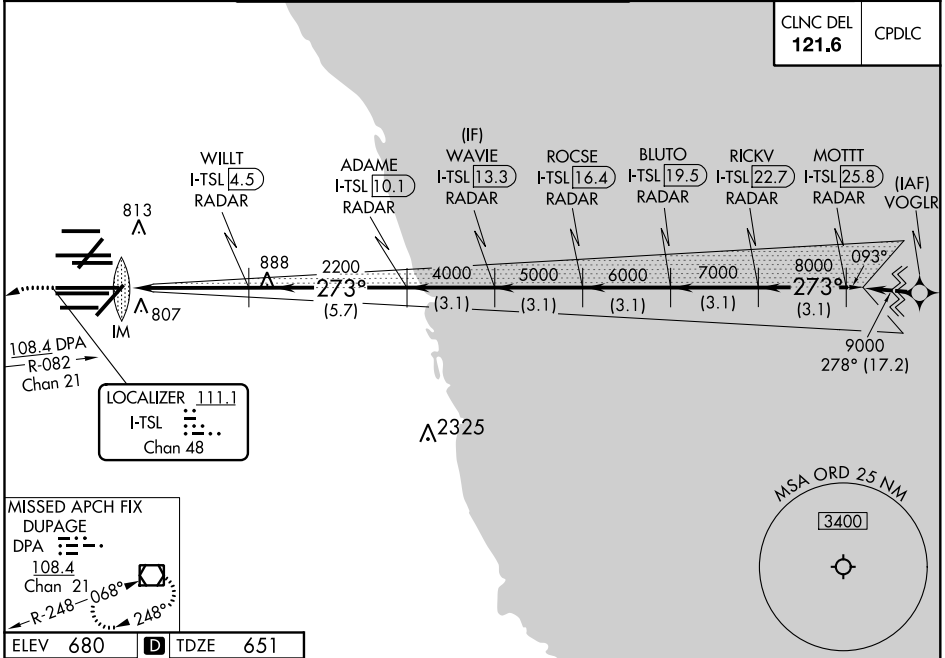 CLNC DEL
121.6
CPDLC
(IF)
WAVIE
I-TSL 13.3
RADAR
WILLT
I-TSL 4.5
RADAR
ADAME
I-TSL 10.1
RADAR
ROCSE
I-TSL 16.4
RADAR
BLUTO
I-TSL 19.5
RADAR
RICKV
I-TSL 22.7
RADAR
MOTTT
I-TSL 25.8
RADAR
(IAF)
VOGLR
813
888
2200
4000
5000
6000
7000
8000
093°
273°
273°
(5.7)
(3.1)
(3.1)
(3.1)
(3.1)
(3.1)
807
IM
9000
278° (17.2)
108.4 DPA
R-082
Chan 21
LOCALIZER 111.1
I-TSL
Chan 48
2325
MSA ORD 25 NM
3400
MISSED APCH FIX
DUPAGE
DPA
108.4
Chan 21
R-248
068°
248°
ELEV 680
D
TDZE 651